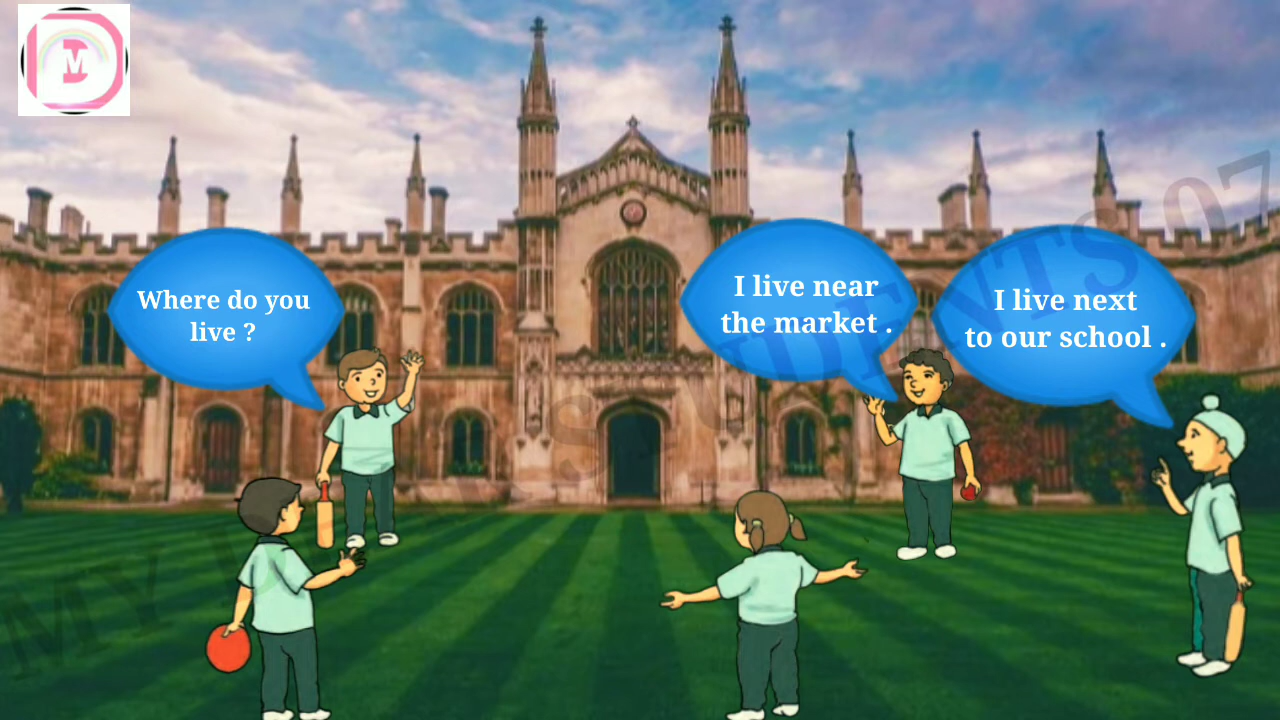 M
Where do you
live ?
I live near
the market .
I live next
to our school .